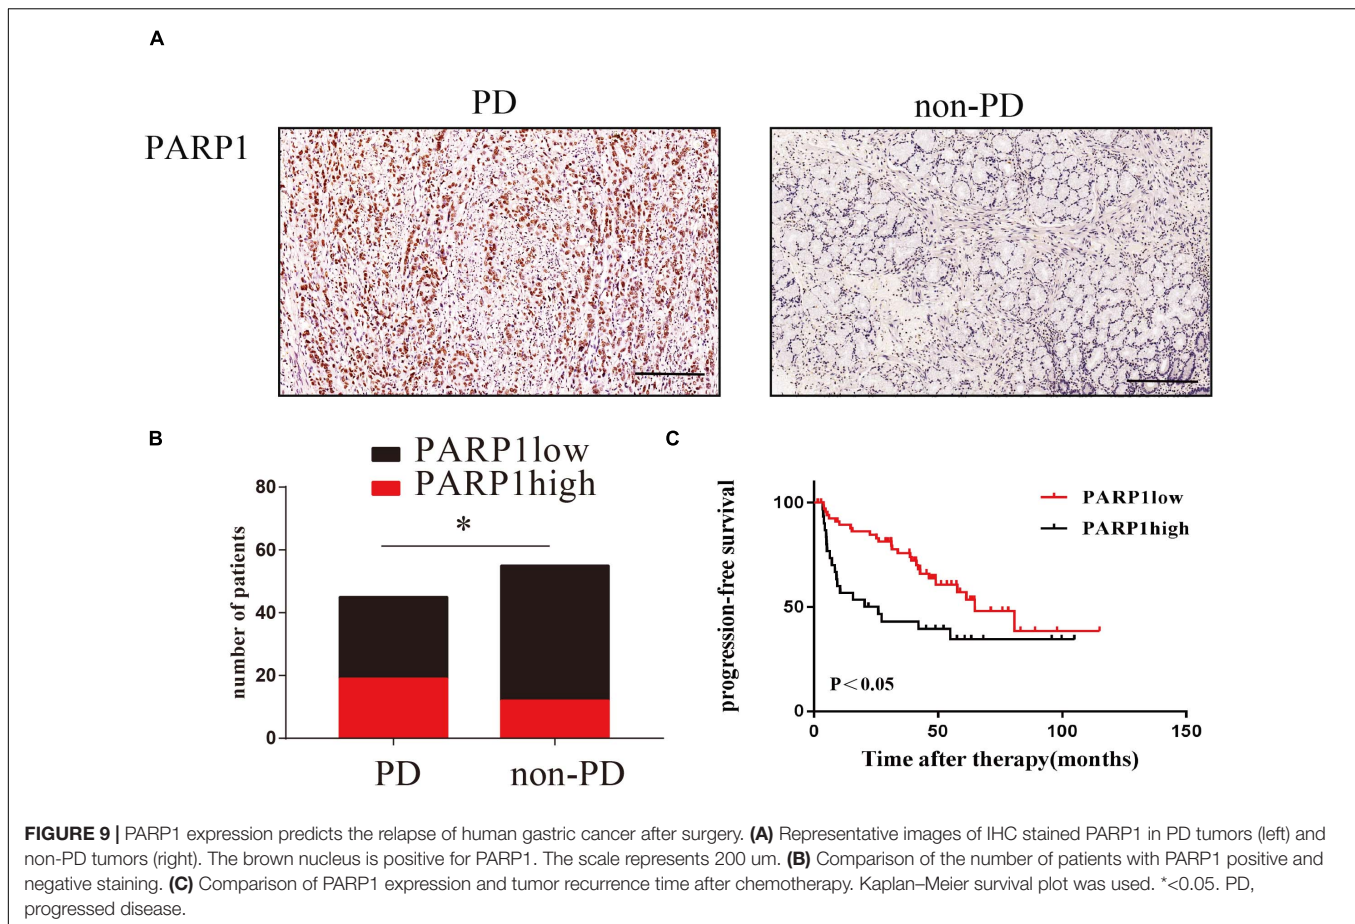 A
PD
non-PD
PARP1
B
PARP1low
PARP1high
*
80
60
40
20
0
number of patients
PD
non-PD
C
PARP1low
PARP1high
100
50
0
progression-free survival
P<0.05
0
50
100
150
Time after therapy(months)
FIGURE 9 | PARP1 expression predicts the relapse of human gastric cancer after surgery. (A) Representative images of IHC stained PARP1 in PD tumors (left) and
non-PD tumors (right). The brown nucleus is positive for PARP1. The scale represents 200 um. (B) Comparison of the number of patients with PARP1 positive and
negative staining. (C) Comparison of PARP1 expression and tumor recurrence time after chemotherapy. Kaplan–Meier survival plot was used. *<0.05. PD,
progressed disease.